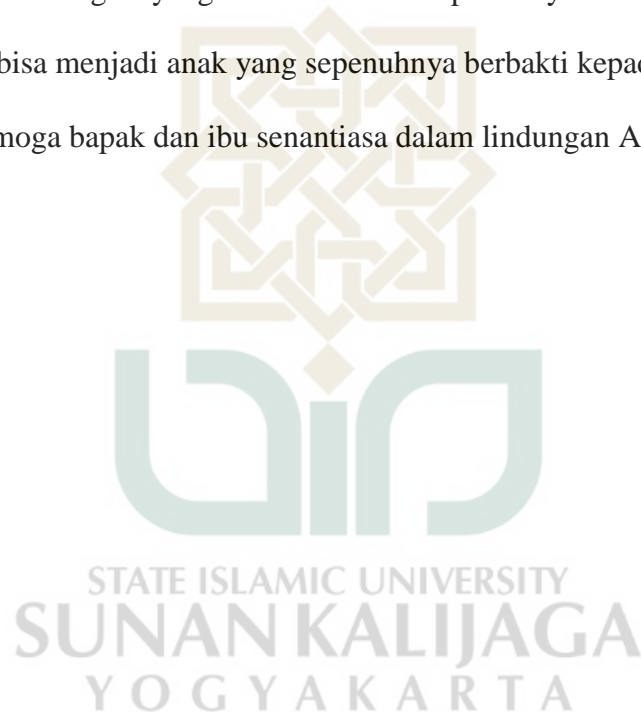 bisa menjadi anak yang sepenuhnya berbakti kepad
moga bapak dan ibu senantiasa dalam lindungan A
STATE ISLAMIC UNIVERSITY
SUNAN KALIJAGA
YOGYAKARTA